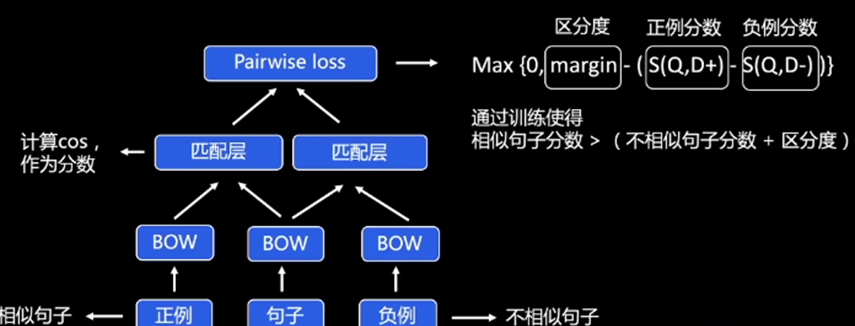 区分度 正例分数 负例分数
Pairwise loss
Max {0, margin - ( S(Q,D+) - S(Q,D-) )}
通过训练使得
相似句子分数 > （不相似句子分数 + 区分度）
计算cos，
作为分数
匹配层 匹配层
BOW BOW BOW
相似句子 正例 句子 负例 不相似句子